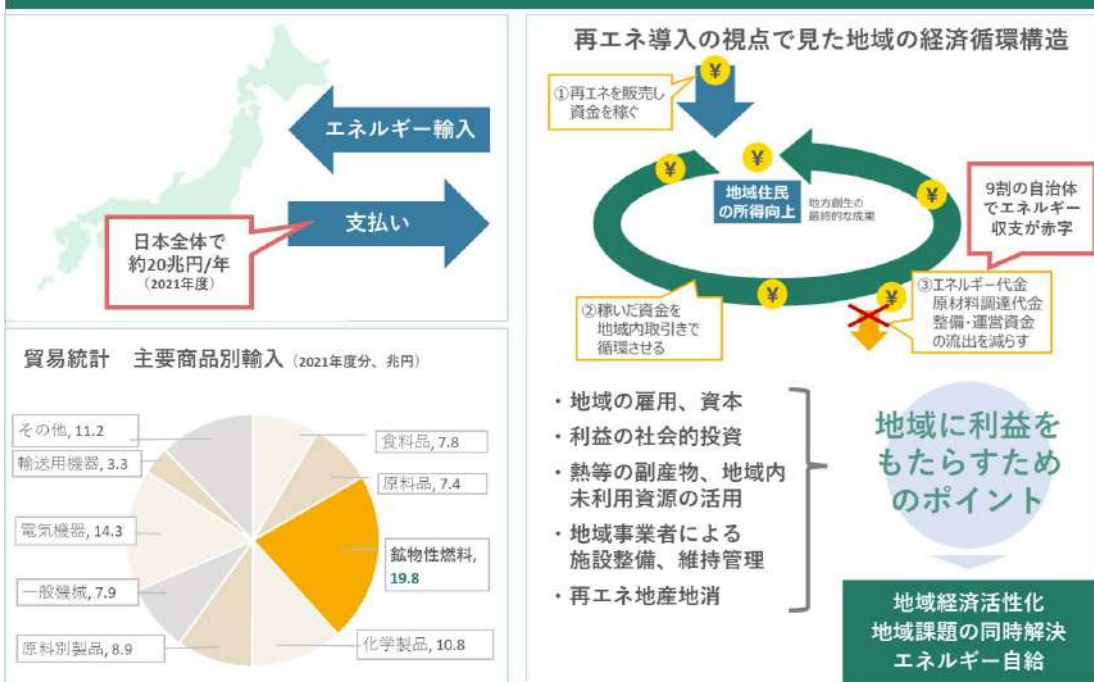 エネルギー輸入
支払い
日本全体で
約20兆円/年
(2021年度)
貿易統計 主要商品別輸入(2021年度分、兆円)
その他, 11.2
輸送用機器, 3.3
電気機器, 14.3
一般機械, 7.9
原料別製品, 8.9
食料品, 7.8
原料品, 7.4
鉱物性燃料,
19.8
化学製品, 10.8
再エネ導入の視点で見た地域の経済循環構造
¥
①再エネを販売し
資金を稼ぐ
¥
¥
地域住民
の所得向上
地方創生の
最終的な成果
¥
9割の自治体
でエネルギー
収支が赤字
②稼いだ資金を
地域内取引きで
循環させる
¥
¥
③エネルギー代金
原材料調達代金
整備・運営資金
の流出を減らす
・地域の雇用、資本
・利益の社会的投資
・熱等の副産物、地域内
未利用資源の活用
・地域事業者による
施設整備、維持管理
・再エネ地産地消
地域に利益を
もたらすため
のポイント
地域経済活性化
地域課題の同時解決
エネルギー自給